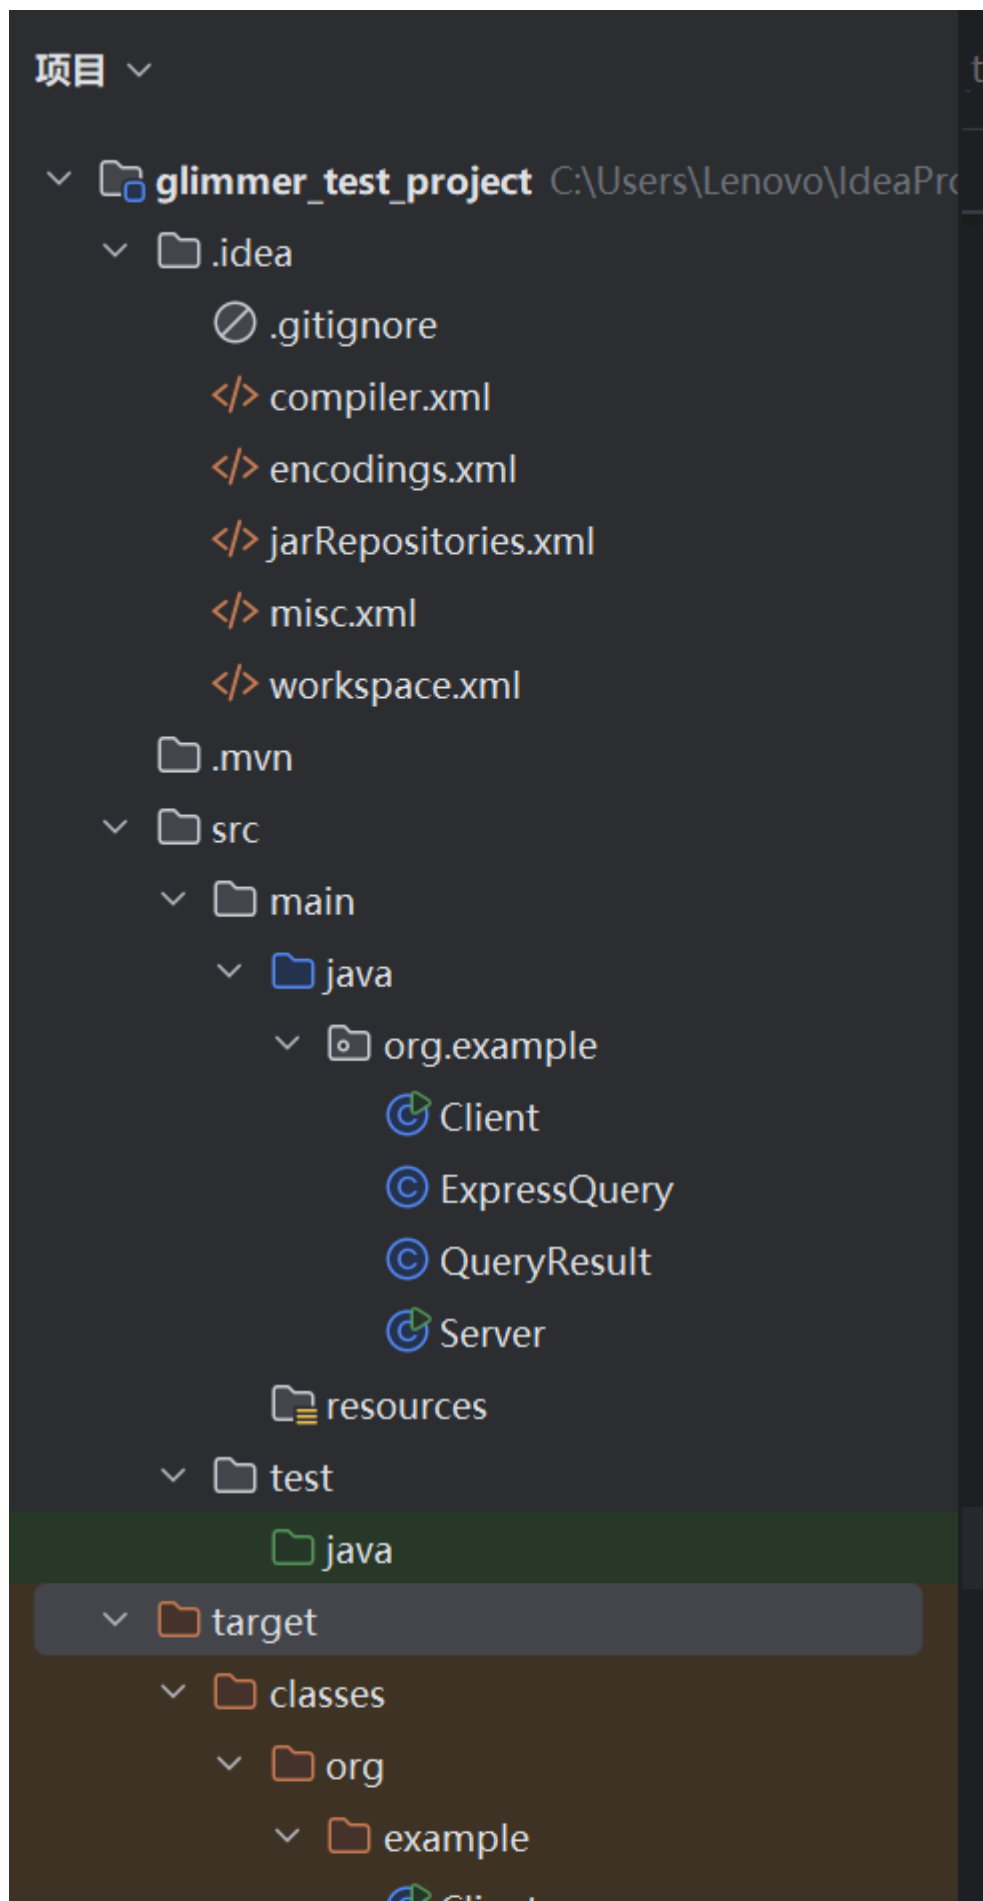 项目
glimmer_test_project C:\Users\Lenovo\IdeaPro
.idea
.gitignore
compiler.xml
encodings.xml
jarRepositories.xml
misc.xml
workspace.xml
.mvn
src
main
java
org.example
Client
ExpressQuery
QueryResult
Server
resources
test
java
target
classes
org
example